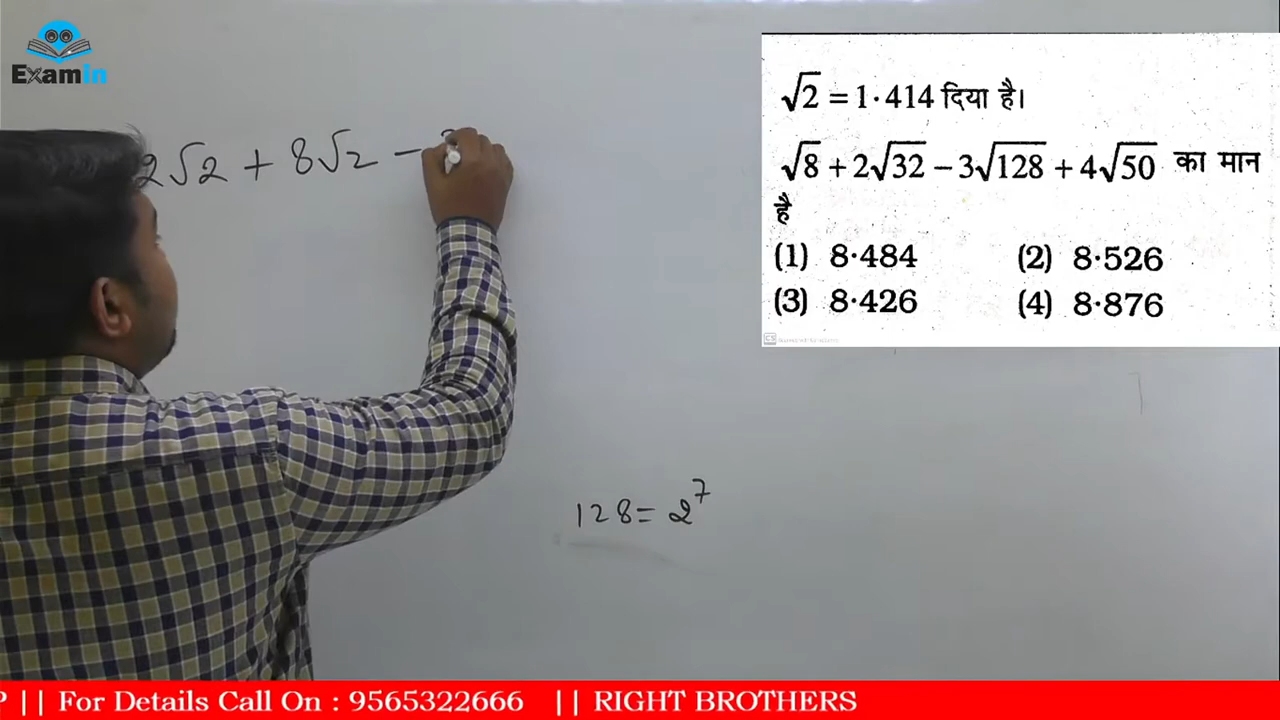 Examin
2√2 + 8√2 -
128 = 2⁷
√2 = 1·414 दिया है।
√8 + 2√32 − 3√128 + 4√50 का मान
है
(1) 8·484 (2) 8·526
(3) 8·426 (4) 8·876
P || For Details Call On : 9565322666 || RIGHT BROTHERS